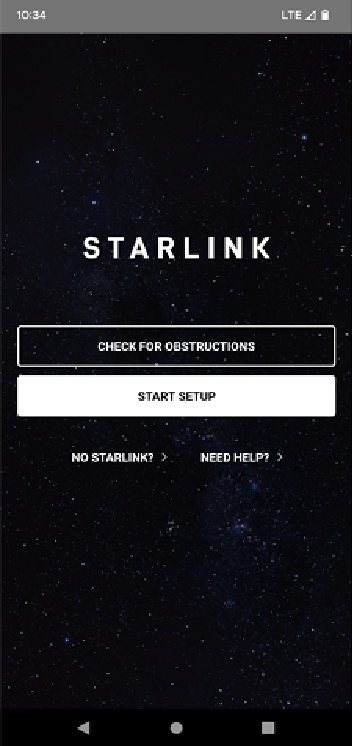 10:34 LTE
STARLINK
CHECK FOR OBSTRUCTIONS
START SETUP
NO STARLINK? NEED HELP?